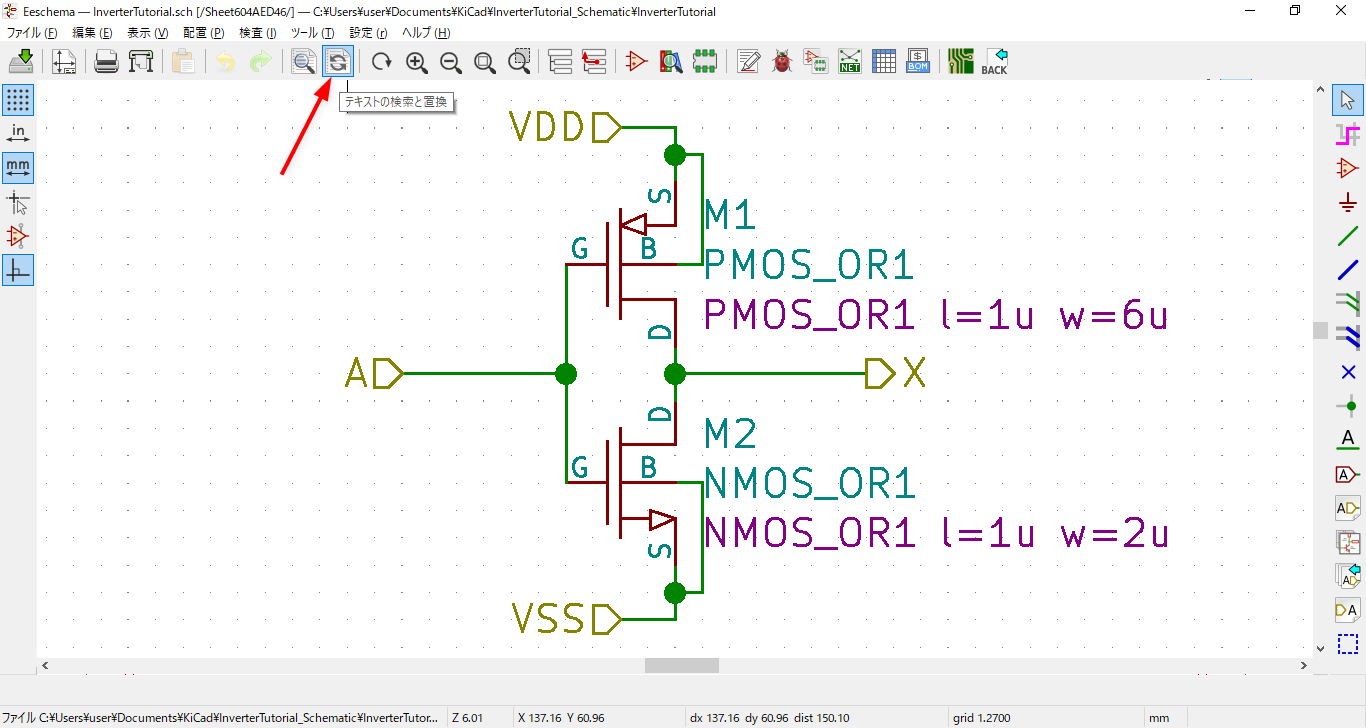 Eeschema — InverterTutorial.sch [/Sheet604AED46/] — C:¥Users¥user¥Documents¥KiCad¥InverterTutorial_Schematic¥InverterTutorial
ファイル (F) 編集 (E) 表示 (V) 配置 (P) 検査 (I) ツール (T) 設定 (r) ヘルプ (H)
NET
BOM
BACK
テキストの検索と置換
in
mm
VDD
S
M1
G
B
PMOS_OR1
PMOS_OR1 l=1u w=6u
D
A
X
D
M2
G
B
NMOS_OR1
NMOS_OR1 l=1u w=2u
S
VSS
A
A
AD
AD
DA
ファイル C:¥Users¥user¥Documents¥KiCad¥InverterTutorial_Schematic¥InverterTutor...
Z 6.01
X 137.16 Y 60.96
dx 137.16 dy 60.96 dist 150.10
grid 1.2700
mm